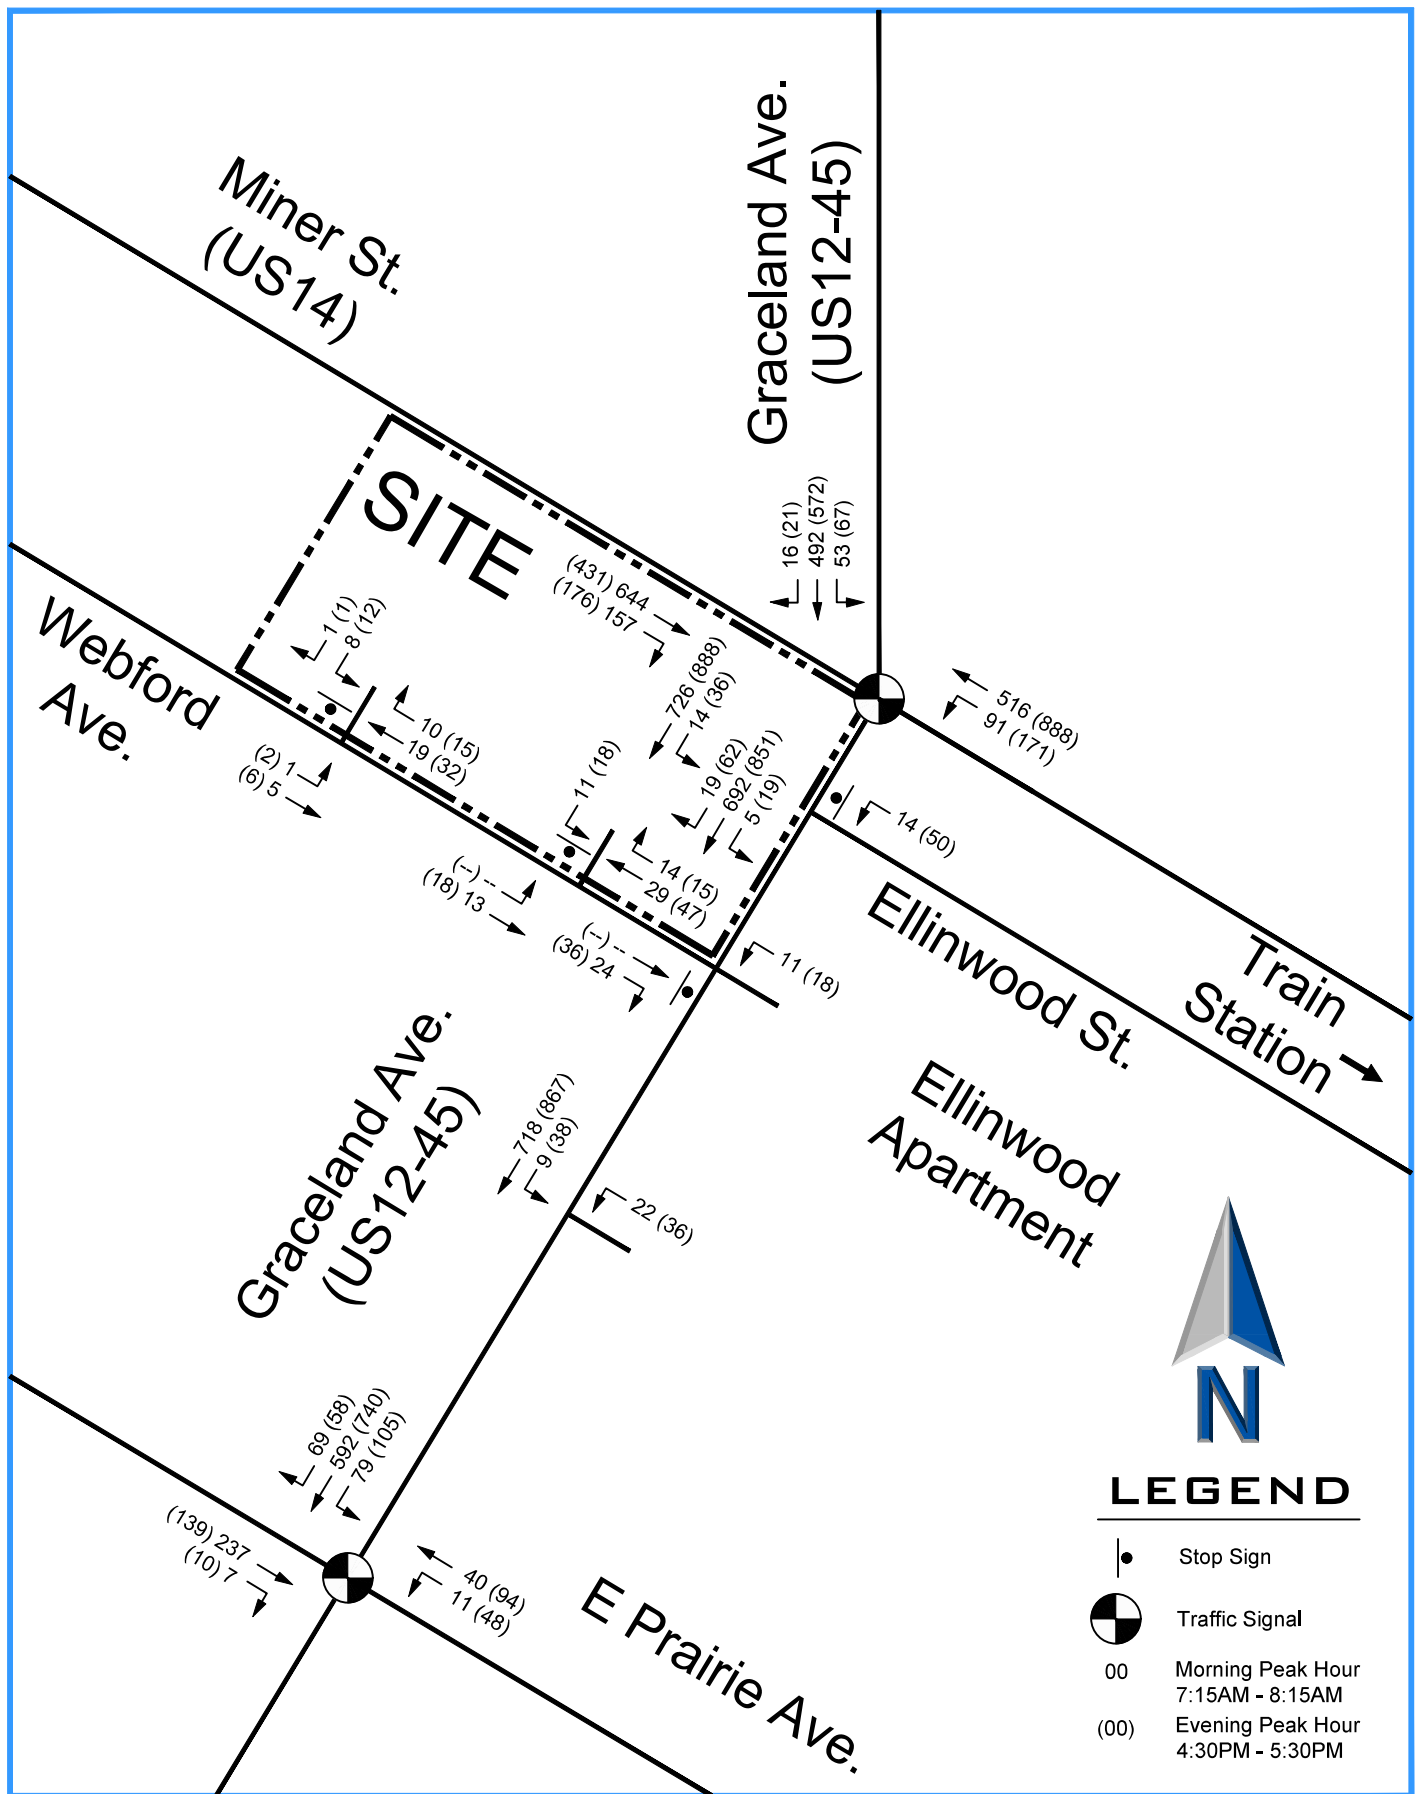 Graceland Ave.
(US12-45)
Miner St.
(US14)
SITE
16 (21)
492 (572)
53 (67)
(431) 644
(176) 157
Webford
Ave.
1 (1)
8 (12)
10 (15)
19 (32)
(2) 1
(6) 5
726 (888)
14 (36)
516 (888)
91 (171)
11 (18)
19 (62)
692 (851)
5 (19)
14 (50)
14 (15)
29 (47)
(--) --
(18) 13
(--) --
(36) 24
11 (18)
Ellinwood St.
Train
Station
Graceland Ave.
(US12-45)
718 (867)
9 (38)
22 (36)
Ellinwood
Apartment
69 (58)
592 (740)
79 (105)
(139) 237
(10) 7
40 (94)
11 (48)
E Prairie Ave.
N
LEGEND
Stop Sign
Traffic Signal
00 Morning Peak Hour
7:15AM - 8:15AM
(00) Evening Peak Hour
4:30PM - 5:30PM